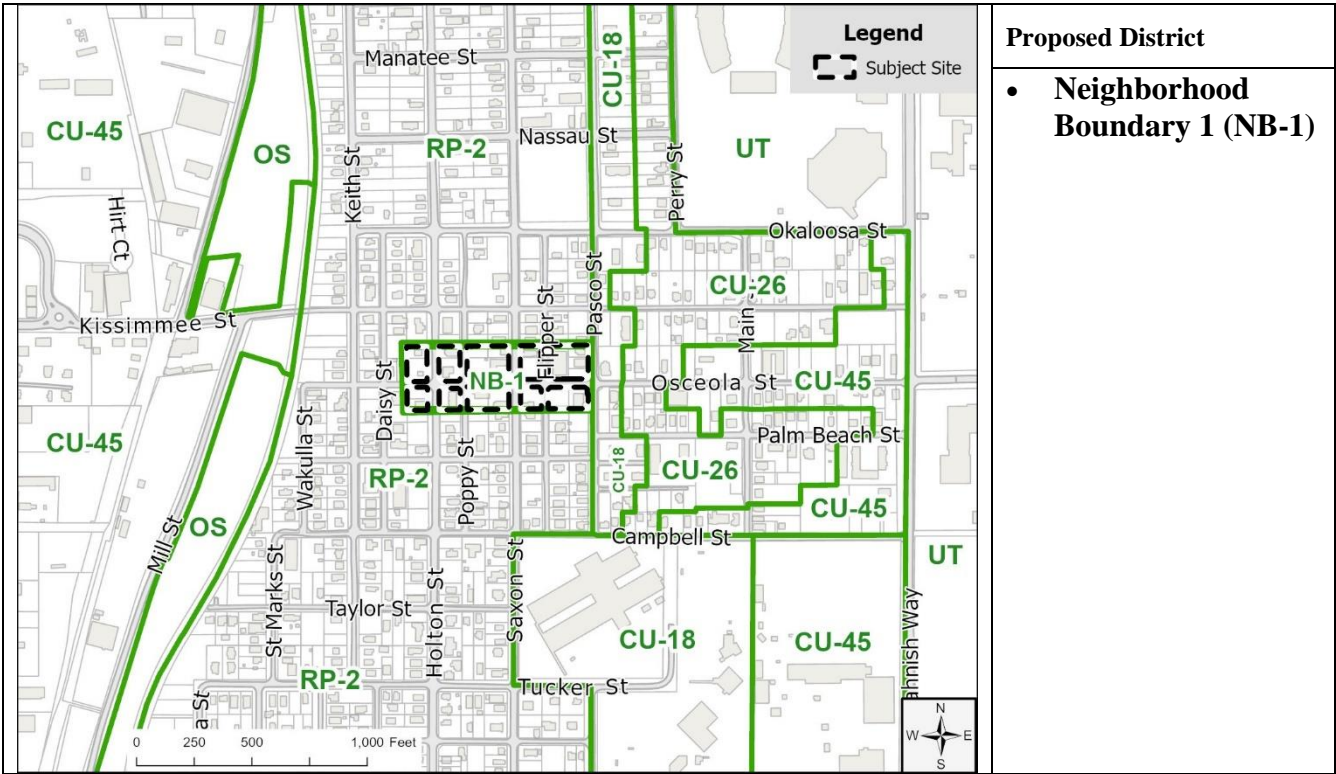 Legend
Subject Site
Proposed District
• Neighborhood
Boundary 1 (NB-1)
Manatee St
CU-18
CU-45
OS
RP-2
Nassau St
UT
Keith St
Perry St
Hirt Ct
Okaloosa St
Pasco St
CU-26
Flipper St
Main
Kissimmee St
Daisy St
NB-1
Osceola St
CU-45
CU-45
Wakulla St
Palm Beach St
RP-2
Poppy St
CU-18
CU-26
CU-45
OS
Mill St
Campbell St
UT
St Marks St
Saxon St
Taylor St
Holton St
CU-18
CU-45
RP-2
Tucker St
ahnish Way
a St
0 250 500 1,000 Feet
N
W E
S